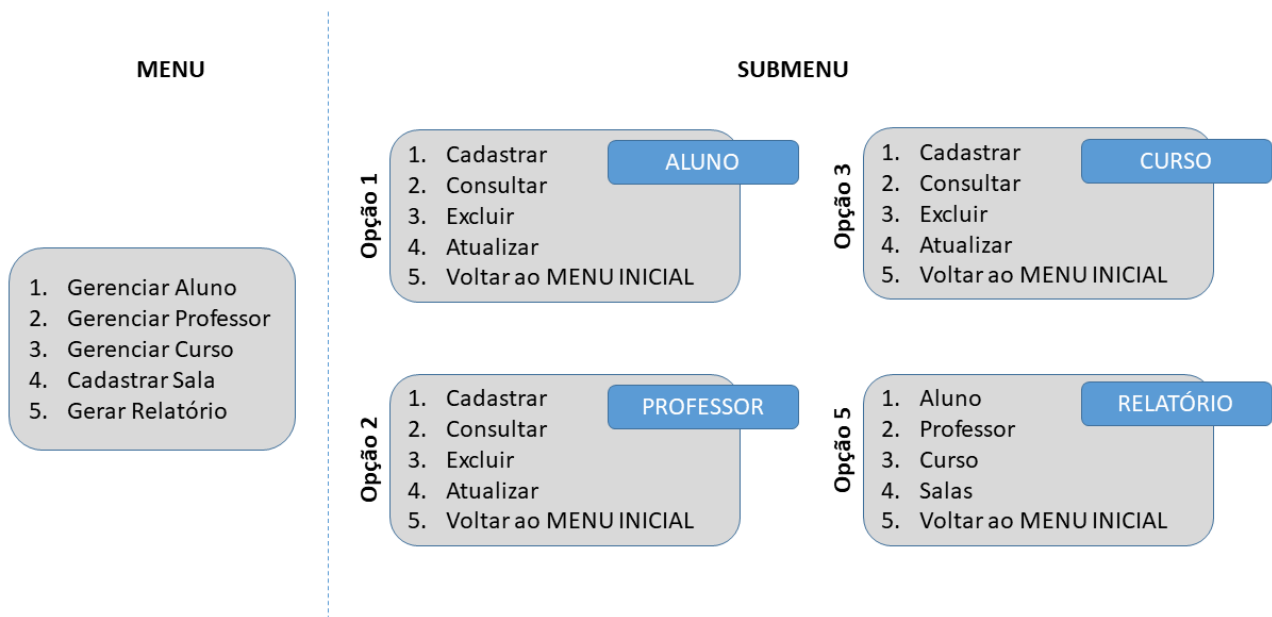 MENU
1. Gerenciar Aluno
2. Gerenciar Professor
3. Gerenciar Curso
4. Cadastrar Sala
5. Gerar Relatório
SUBMENU
Opção 1
ALUNO
1. Cadastrar
2. Consultar
3. Excluir
4. Atualizar
5. Voltar ao MENU INICIAL
Opção 3
CURSO
1. Cadastrar
2. Consultar
3. Excluir
4. Atualizar
5. Voltar ao MENU INICIAL
Opção 2
PROFESSOR
1. Cadastrar
2. Consultar
3. Excluir
4. Atualizar
5. Voltar ao MENU INICIAL
Opção 5
RELATÓRIO
1. Aluno
2. Professor
3. Curso
4. Salas
5. Voltar ao MENU INICIAL